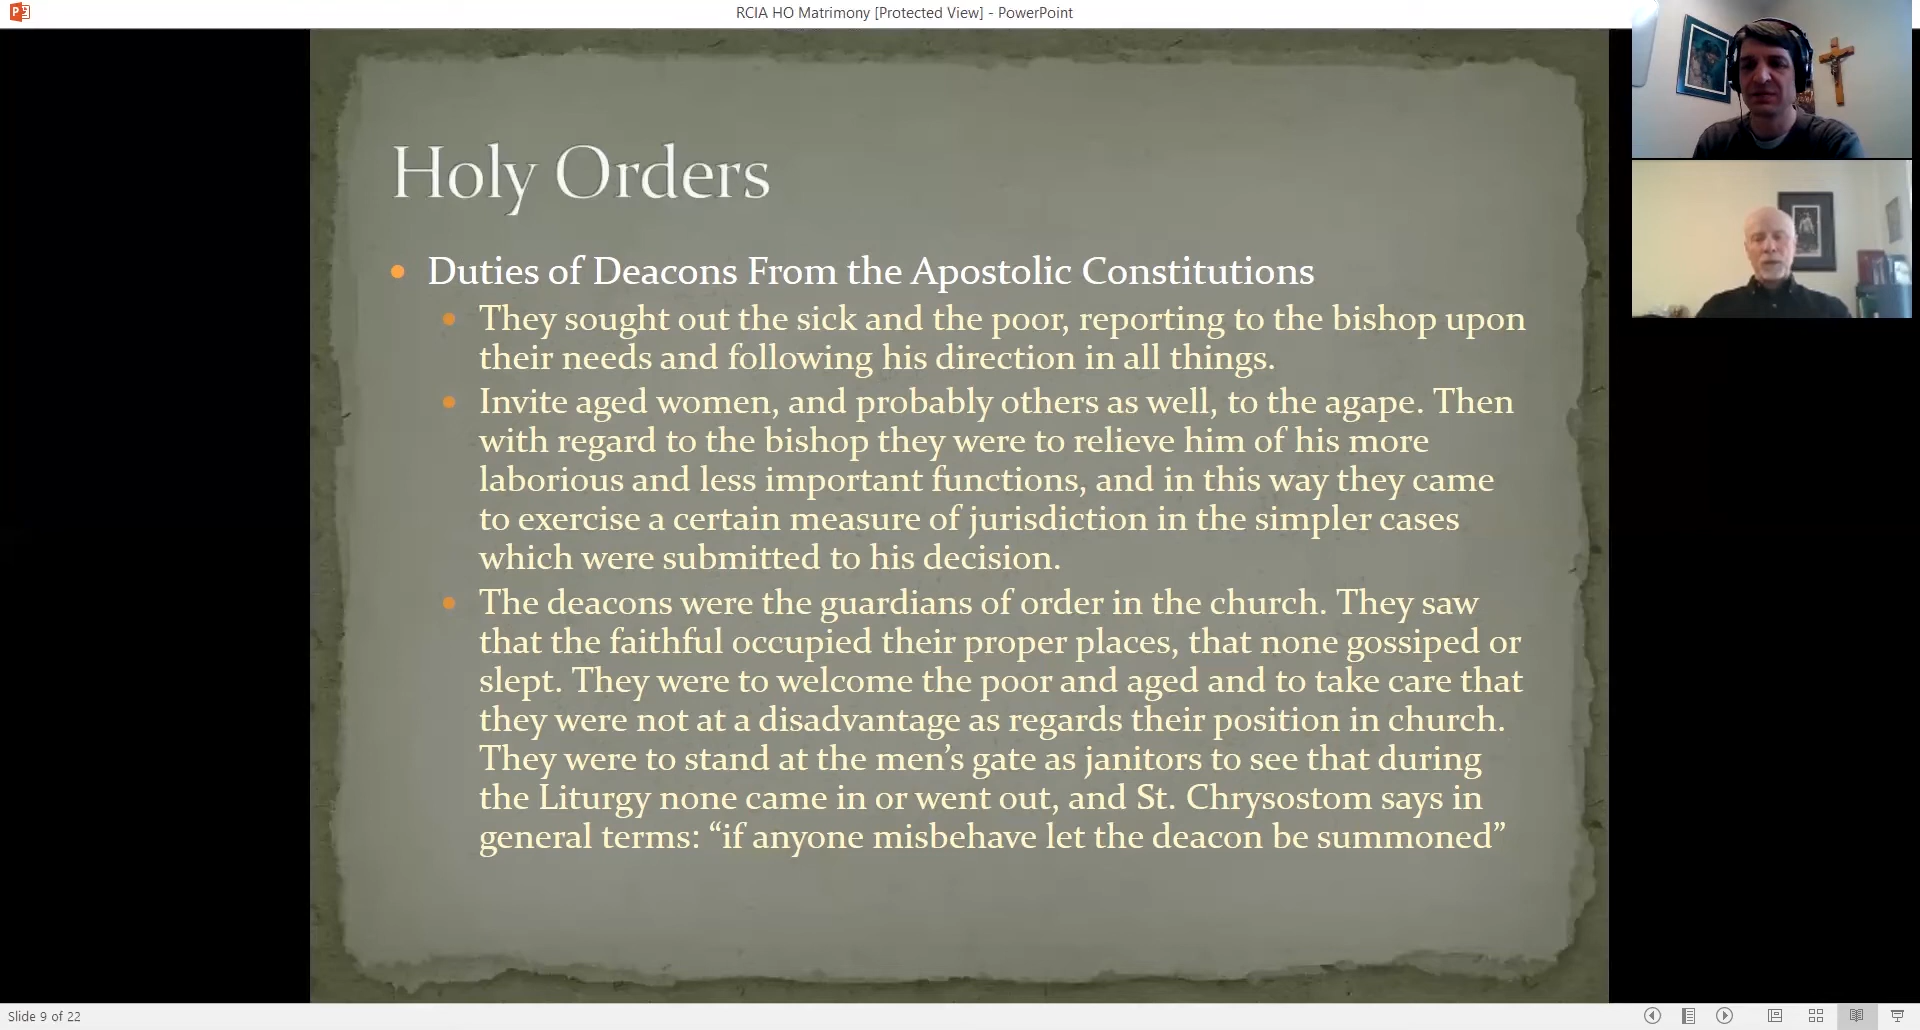 RCIA HO Matrimony [Protected View] - PowerPoint
Holy Orders
Duties of Deacons From the Apostolic Constitutions
They sought out the sick and the poor, reporting to the bishop upon
their needs and following his direction in all things.
Invite aged women, and probably others as well, to the agape. Then
with regard to the bishop they were to relieve him of his more
laborious and less important functions, and in this way they came
to exercise a certain measure of jurisdiction in the simpler cases
which were submitted to his decision.
The deacons were the guardians of order in the church. They saw
that the faithful occupied their proper places, that none gossiped or
slept. They were to welcome the poor and aged and to take care that
they were not at a disadvantage as regards their position in church.
They were to stand at the men’s gate as janitors to see that during
the Liturgy none came in or went out, and St. Chrysostom says in
general terms: “if anyone misbehave let the deacon be summoned”
Slide 9 of 22